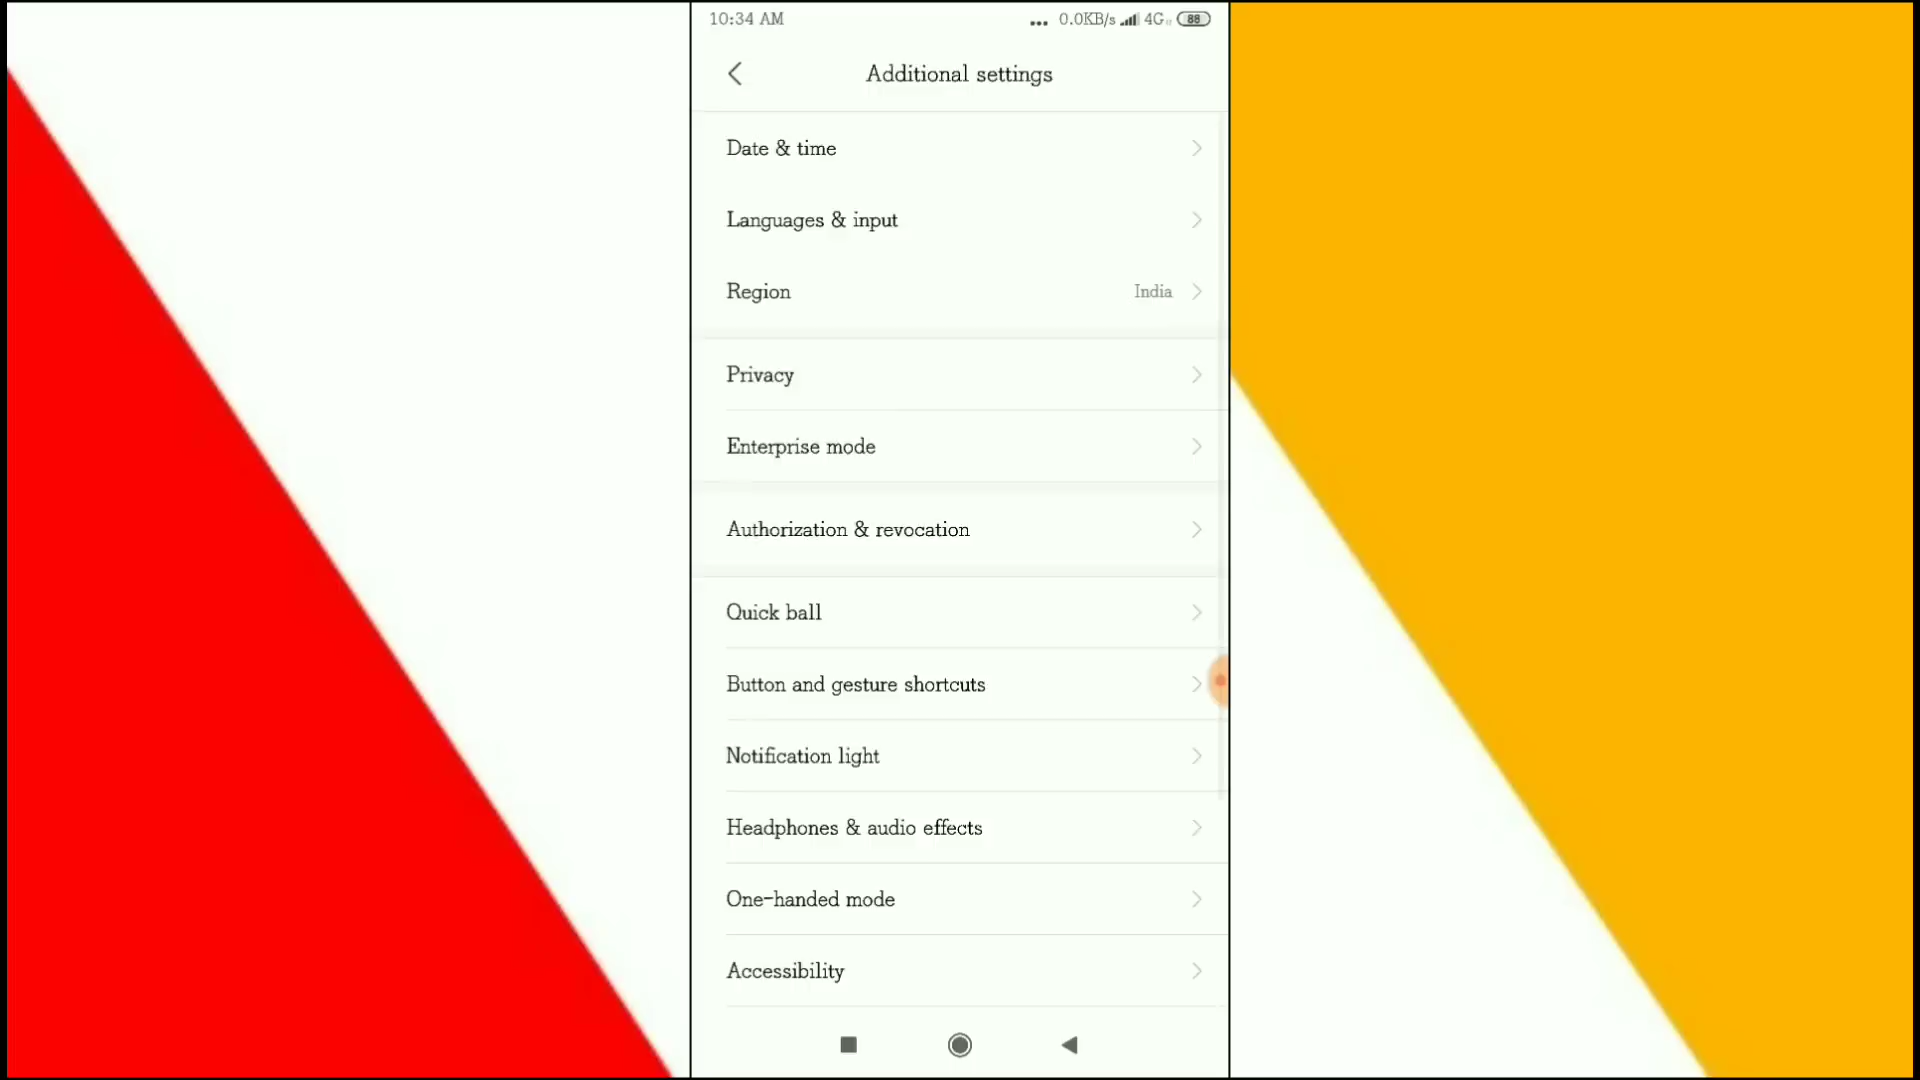 10:34 AM ... 0.0KB/s 4G 88
Additional settings
Date & time
Languages & input
Region India
Privacy
Enterprise mode
Authorization & revocation
Quick ball
Button and gesture shortcuts
Notification light
Headphones & audio effects
One-handed mode
Accessibility